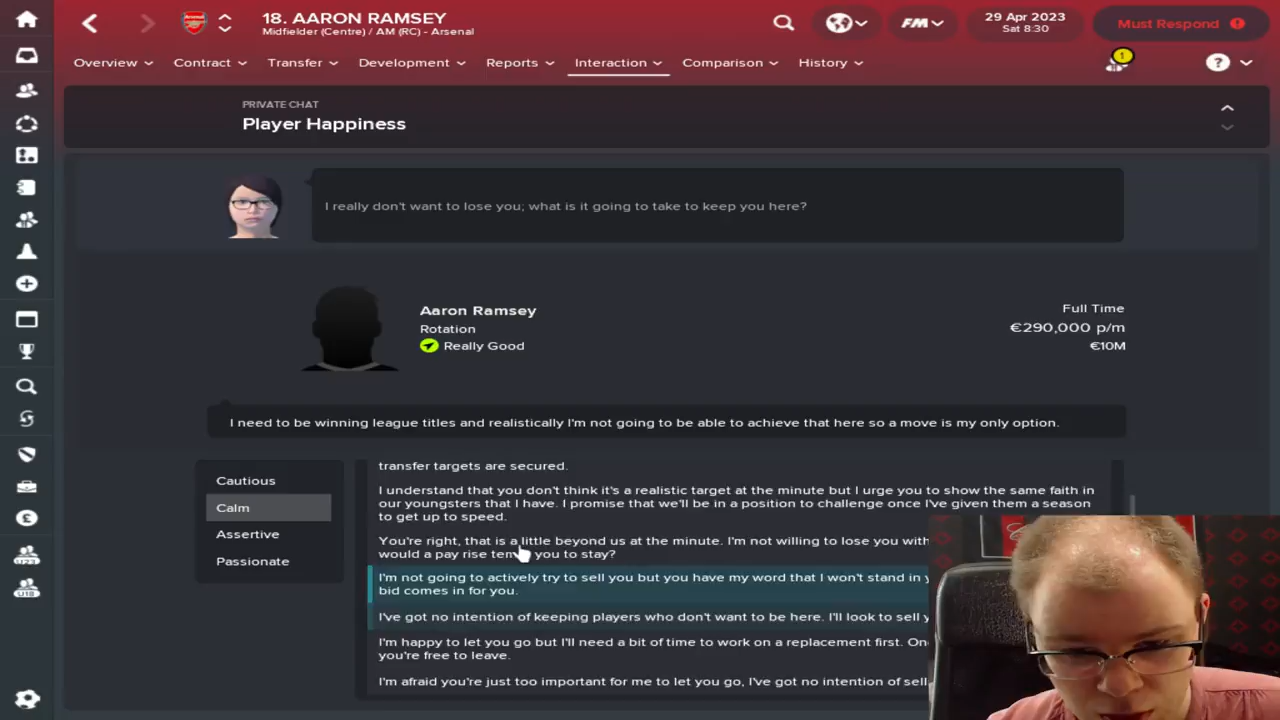 18. AARON RAMSEY
Midfielder (Centre) / AM (RC) - Arsenal
FM
29 Apr 2023
Sat 8:30
Must Respond
Overview
Contract
Transfer
Development
Reports
Interaction
Comparison
History
1
?
PRIVATE CHAT
Player Happiness
I really don't want to lose you; what is it going to take to keep you here?
Aaron Ramsey
Rotation
Really Good
Full Time
€290,000 p/m
€10M
I need to be winning league titles and realistically I'm not going to be able to achieve that here so a move is my only option.
Cautious
Calm
Assertive
Passionate
transfer targets are secured.
I understand that you don't think it's a realistic target at the minute but I urge you to show the same faith in
our youngsters that I have. I promise that we'll be in a position to challenge once I've given them a season
to get up to speed.
You're right, that is a little beyond us at the minute. I'm not willing to lose you
would a pay rise you to stay?
I'm not going to actively try to sell you but you have my word that I won't stand in
bid comes in for you.
I've got no intention of keeping players who don't want to be here. I'll look to sell
I'm happy to let you go but I'll need a bit of time to work on a replacement first.
you're free to leave.
I'm afraid you're just too important for me to let you go, I've got no intention of
U23
U18